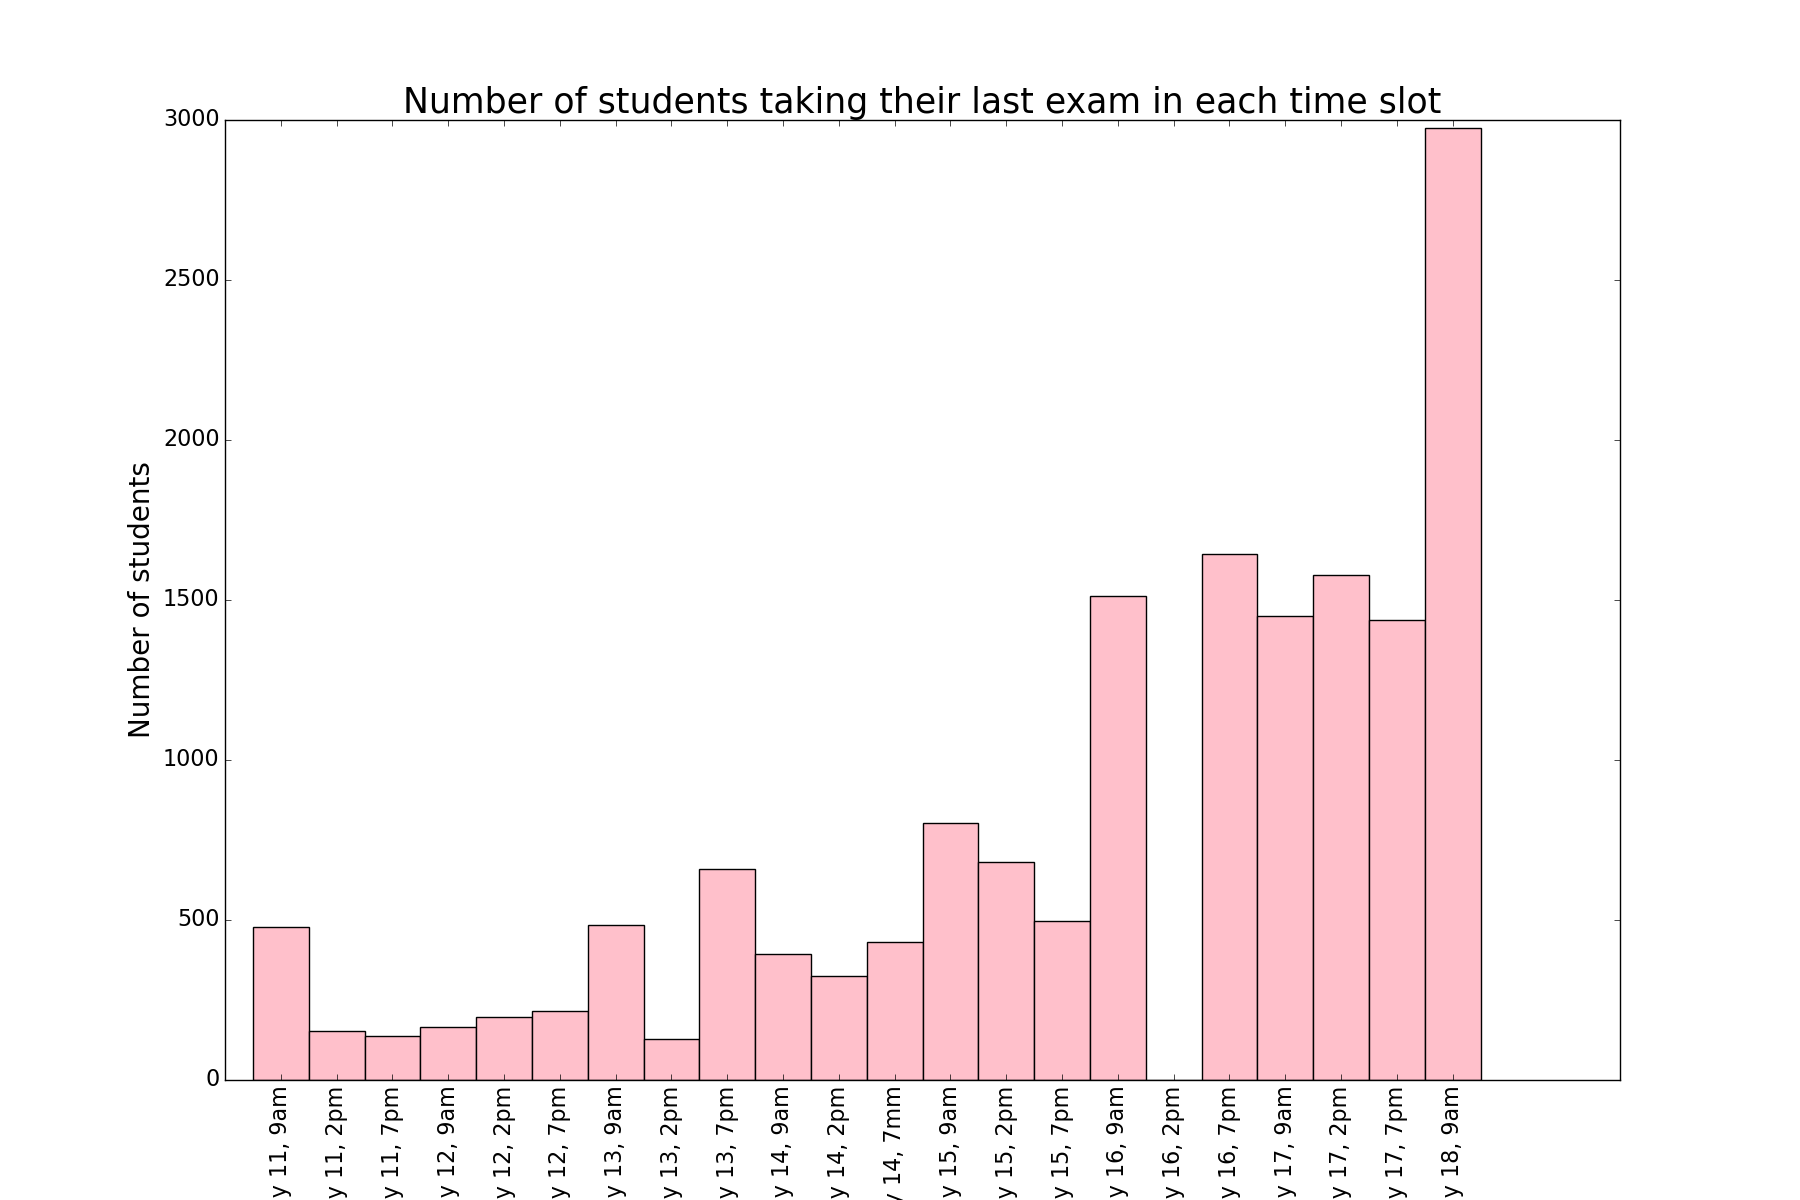 Number of students taking their last exam in each time slot
3000
2500
2000
1500
1000
500
0
Number of students
y 11, 9am
y 11, 2pm
y 11, 7pm
y 12, 9am
y 12, 2pm
y 12, 7pm
y 13, 9am
y 13, 2pm
y 13, 7pm
y 14, 9am
y 14, 2pm
y 14, 7mm
y 15, 9am
y 15, 2pm
y 15, 7pm
y 16, 9am
y 16, 2pm
y 16, 7pm
y 17, 9am
y 17, 2pm
y 17, 7pm
y 18, 9am